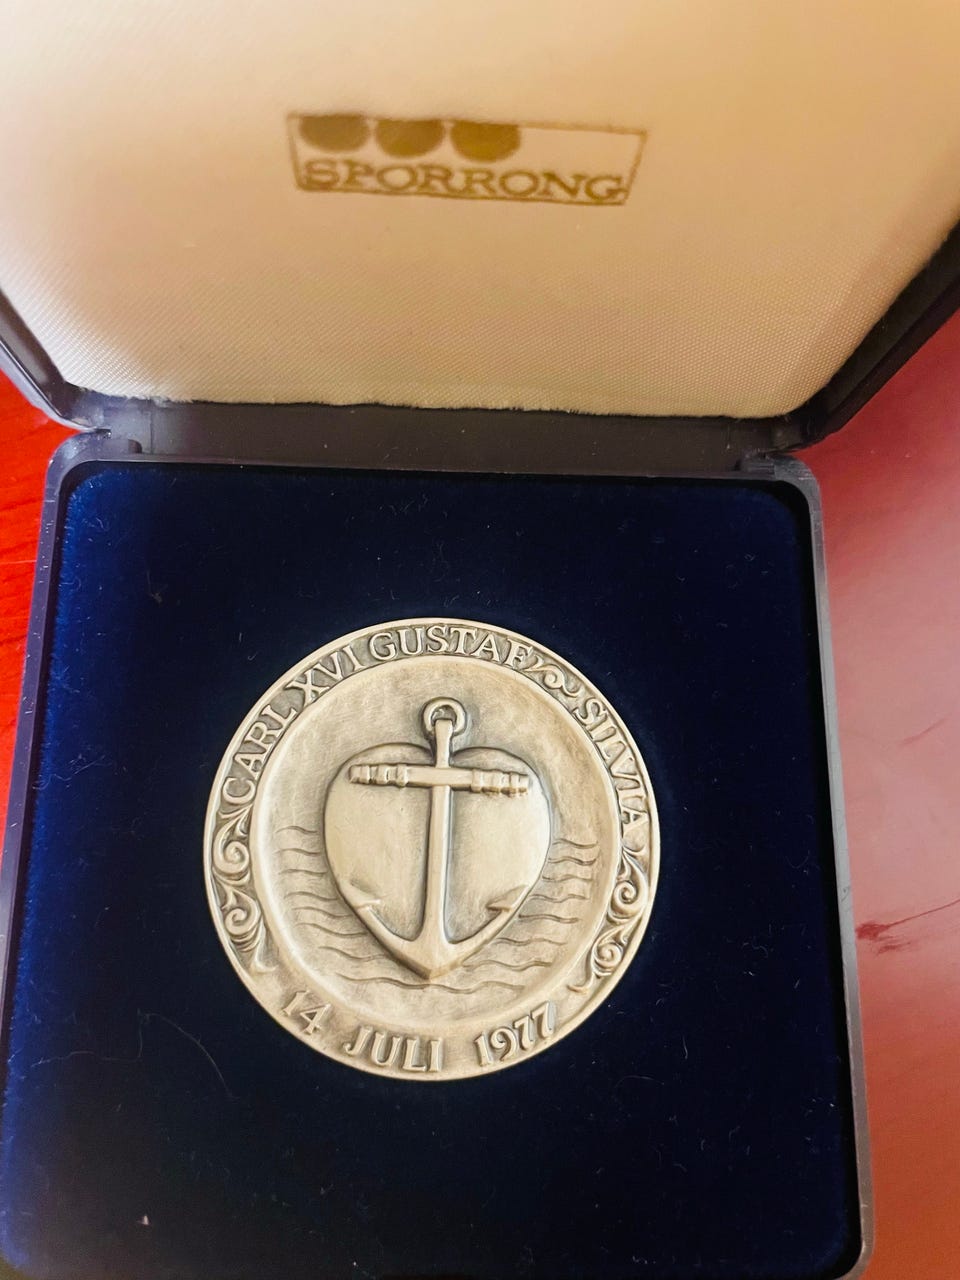 SPORRONG
CARL XVI GUSTAF SILVIA
14 JULI 1977